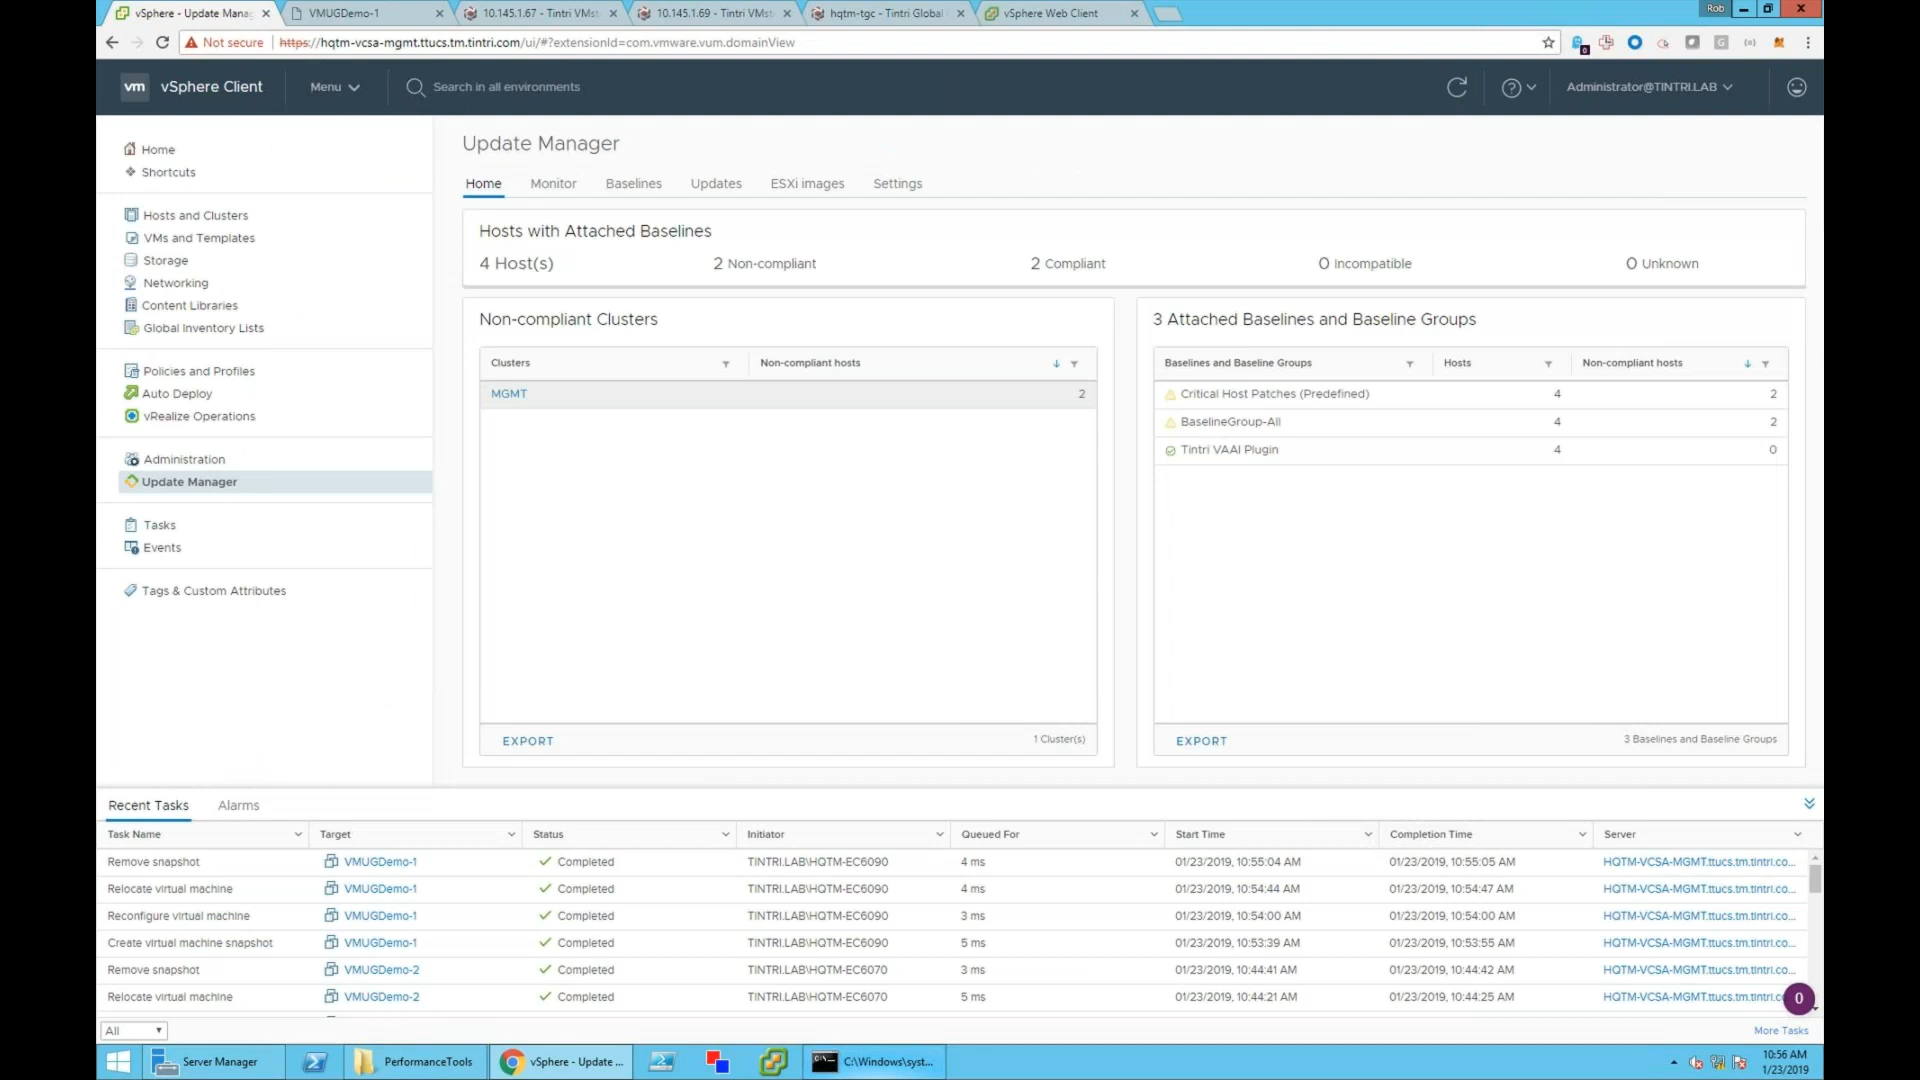 vSphere - Update Mana
VMUGDemo-1
10.145.1.67 - Tintri VMst
10.145.1.69 - Tintri VMst
hqtm-tgc - Tintri Global
vSphere Web Client
Rob
Not secure
https://hqtm-vcsa-mgmt.ttucs.tm.tintri.com/ui/#?extensionId=com.vmware.vum.domainView
vm vSphere Client
Menu
Search in all environments
Administrator@TINTRI.LAB
Home
Shortcuts
Hosts and Clusters
VMs and Templates
Storage
Networking
Content Libraries
Global Inventory Lists
Policies and Profiles
Auto Deploy
vRealize Operations
Administration
Update Manager
Tasks
Events
Tags & Custom Attributes
Update Manager
Home Monitor Baselines Updates ESXi images Settings
Hosts with Attached Baselines
4 Host(s) 2 Non-compliant 2 Compliant 0 Incompatible 0 Unknown
Non-compliant Clusters
Clusters Non-compliant hosts
MGMT 2
EXPORT 1 Cluster(s)
3 Attached Baselines and Baseline Groups
Baselines and Baseline Groups Hosts Non-compliant hosts
Critical Host Patches (Predefined) 4 2
BaselineGroup-All 4 2
Tintri VAAI Plugin 4 0
EXPORT 3 Baselines and Baseline Groups
Recent Tasks Alarms
Task Name Target Status Initiator Queued For Start Time Completion Time Server
Remove snapshot VMUGDemo-1 Completed TINTRI.LAB\HQTM-EC6090 4 ms 01/23/2019, 10:55:04 AM 01/23/2019, 10:55:05 AM HQTM-VCSA-MGMT.ttucs.tm.tintri.co...
Relocate virtual machine VMUGDemo-1 Completed TINTRI.LAB\HQTM-EC6090 4 ms 01/23/2019, 10:54:44 AM 01/23/2019, 10:54:47 AM HQTM-VCSA-MGMT.ttucs.tm.tintri.co...
Reconfigure virtual machine VMUGDemo-1 Completed TINTRI.LAB\HQTM-EC6090 3 ms 01/23/2019, 10:54:00 AM 01/23/2019, 10:54:00 AM HQTM-VCSA-MGMT.ttucs.tm.tintri.co...
Create virtual machine snapshot VMUGDemo-1 Completed TINTRI.LAB\HQTM-EC6090 5 ms 01/23/2019, 10:53:39 AM 01/23/2019, 10:53:55 AM HQTM-VCSA-MGMT.ttucs.tm.tintri.co...
Remove snapshot VMUGDemo-2 Completed TINTRI.LAB\HQTM-EC6070 3 ms 01/23/2019, 10:44:41 AM 01/23/2019, 10:44:42 AM HQTM-VCSA-MGMT.ttucs.tm.tintri.co...
Relocate virtual machine VMUGDemo-2 Completed TINTRI.LAB\HQTM-EC6070 5 ms 01/23/2019, 10:44:21 AM 01/23/2019, 10:44:25 AM HQTM-VCSA-MGMT.ttucs.tm.tintri.c
0
All
More Tasks
Server Manager
PerformanceTools
vSphere - Update ...
C:\Windows\syst...
10:56 AM
1/23/2019